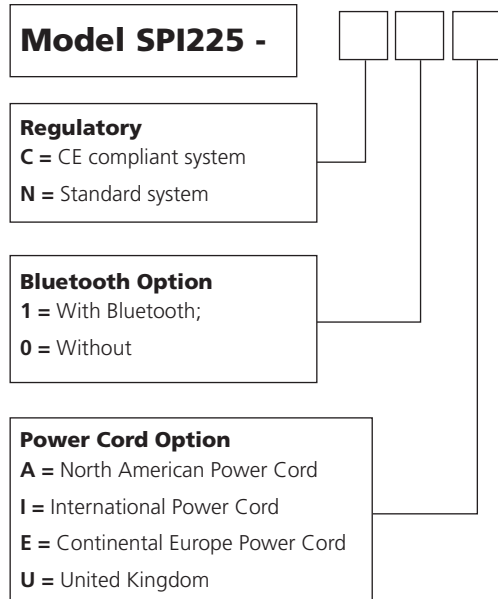 Model SPI225 -
Regulatory
C = CE compliant system
N = Standard system
Bluetooth Option
1 = With Bluetooth;
0 = Without
Power Cord Option
A = North American Power Cord
I = International Power Cord
E = Continental Europe Power Cord
U = United Kingdom